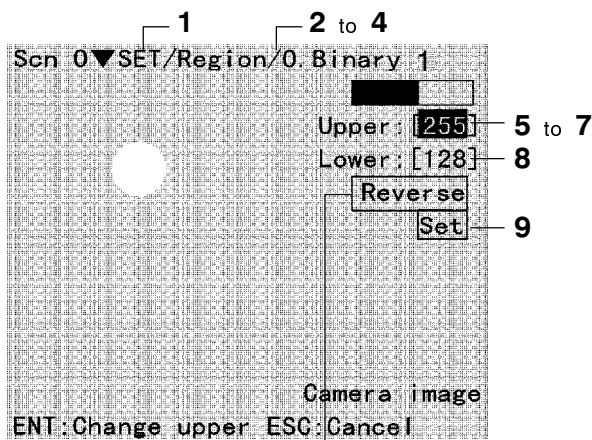 1
2 to 4
Scn 0▼SET/Region/0. Binary 1
Upper:[255]
5 to 7
Lower:[128]
8
Reverse
Set
9
Camera image
ENT:Change upper ESC:Cancel